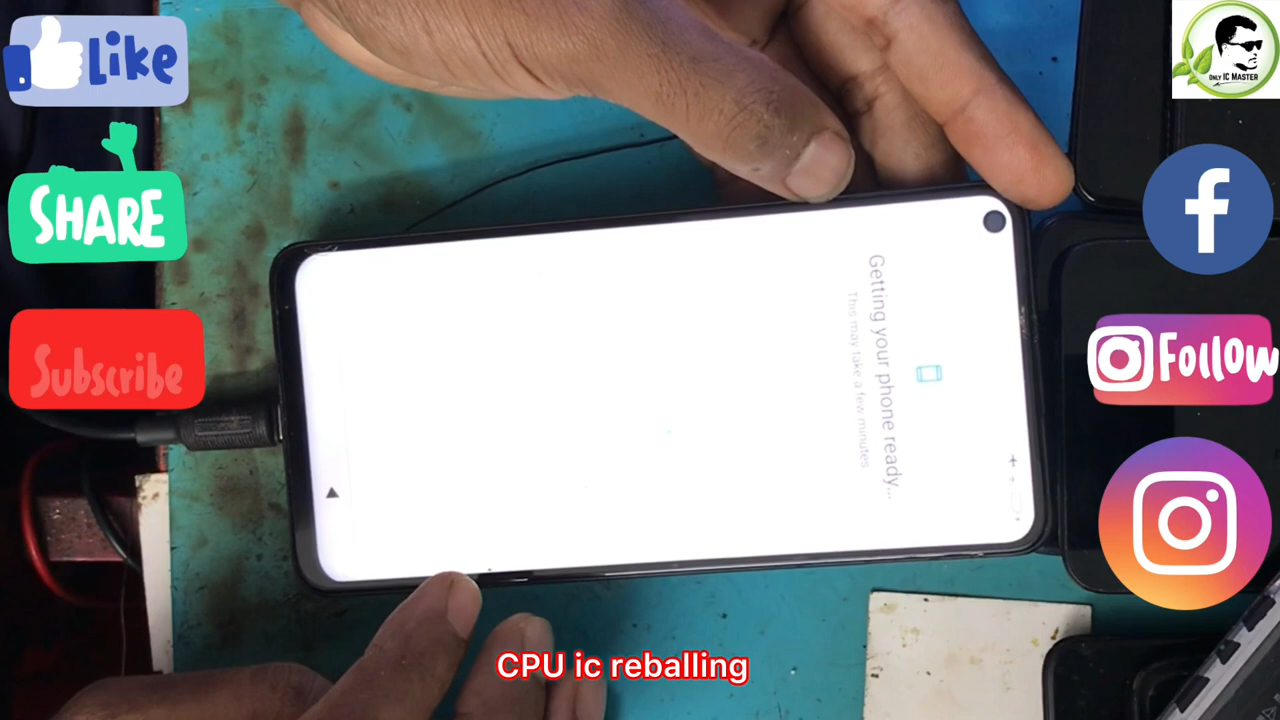 Like
SHARE
Subscribe
ONLY IC MASTER
Follow
Getting your phone ready...
This may take a few minutes
CPU ic reballing